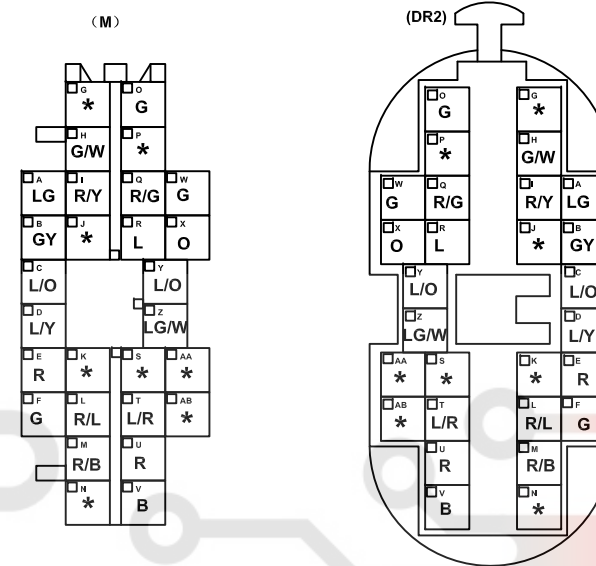 （M）
(DR2)
G * O G
H G/W P *
A LG I R/Y Q R/G W G
B GY J * R L X O
C L/O Y L/O
D L/Y Z LG/W
E R K * S * AA *
F G L R/L T L/R AB *
M R/B U R
N * V B
O G G *
P * H G/W
W G Q R/G I R/Y A LG
X O R L J * B GY
Y L/O C L/O
Z LG/W D L/Y
AA * S * K * E R
AB * T L/R L R/L F G
U R M R/B
V B N *